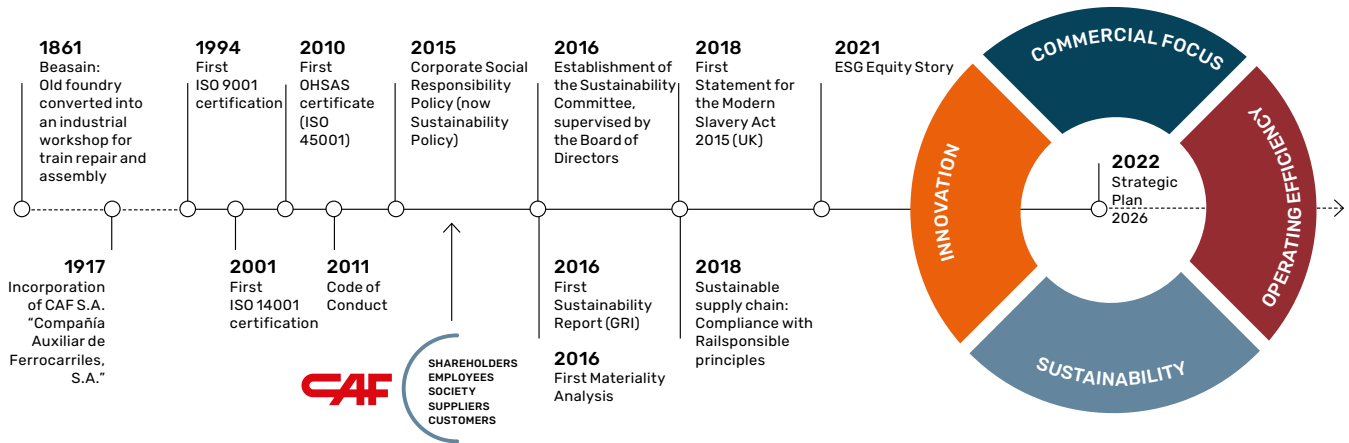 1861
Beasain:
Old foundry
converted into
an industrial
workshop for
train repair and
assembly
1917
Incorporation
of CAF S.A.
“Compañía
Auxiliar de
Ferrocarriles,
S.A.”
1994
First
ISO 9001
certification
2001
First
ISO 14001
certification
2010
First
OHSAS
certificate
(ISO
45001)
2011
Code of
Conduct
2015
Corporate Social
Responsibility
Policy (now
Sustainability
Policy)
CAF
SHAREHOLDERS
EMPLOYEES
SOCIETY
SUPPLIERS
CUSTOMERS
2016
Establishment of
the Sustainability
Committee,
supervised by
the Board of
Directors
2016
First
Sustainability
Report (GRI)
2016
First Materiality
Analysis
2018
First
Statement for
the Modern
Slavery Act
2015 (UK)
2018
Sustainable
supply chain:
Compliance with
Railsponsible
principles
2021
ESG Equity Story
2022
Strategic
Plan
2026
COMMERCIAL FOCUS
OPERATING EFFICIENCY
SUSTAINABILITY
INNOVATION